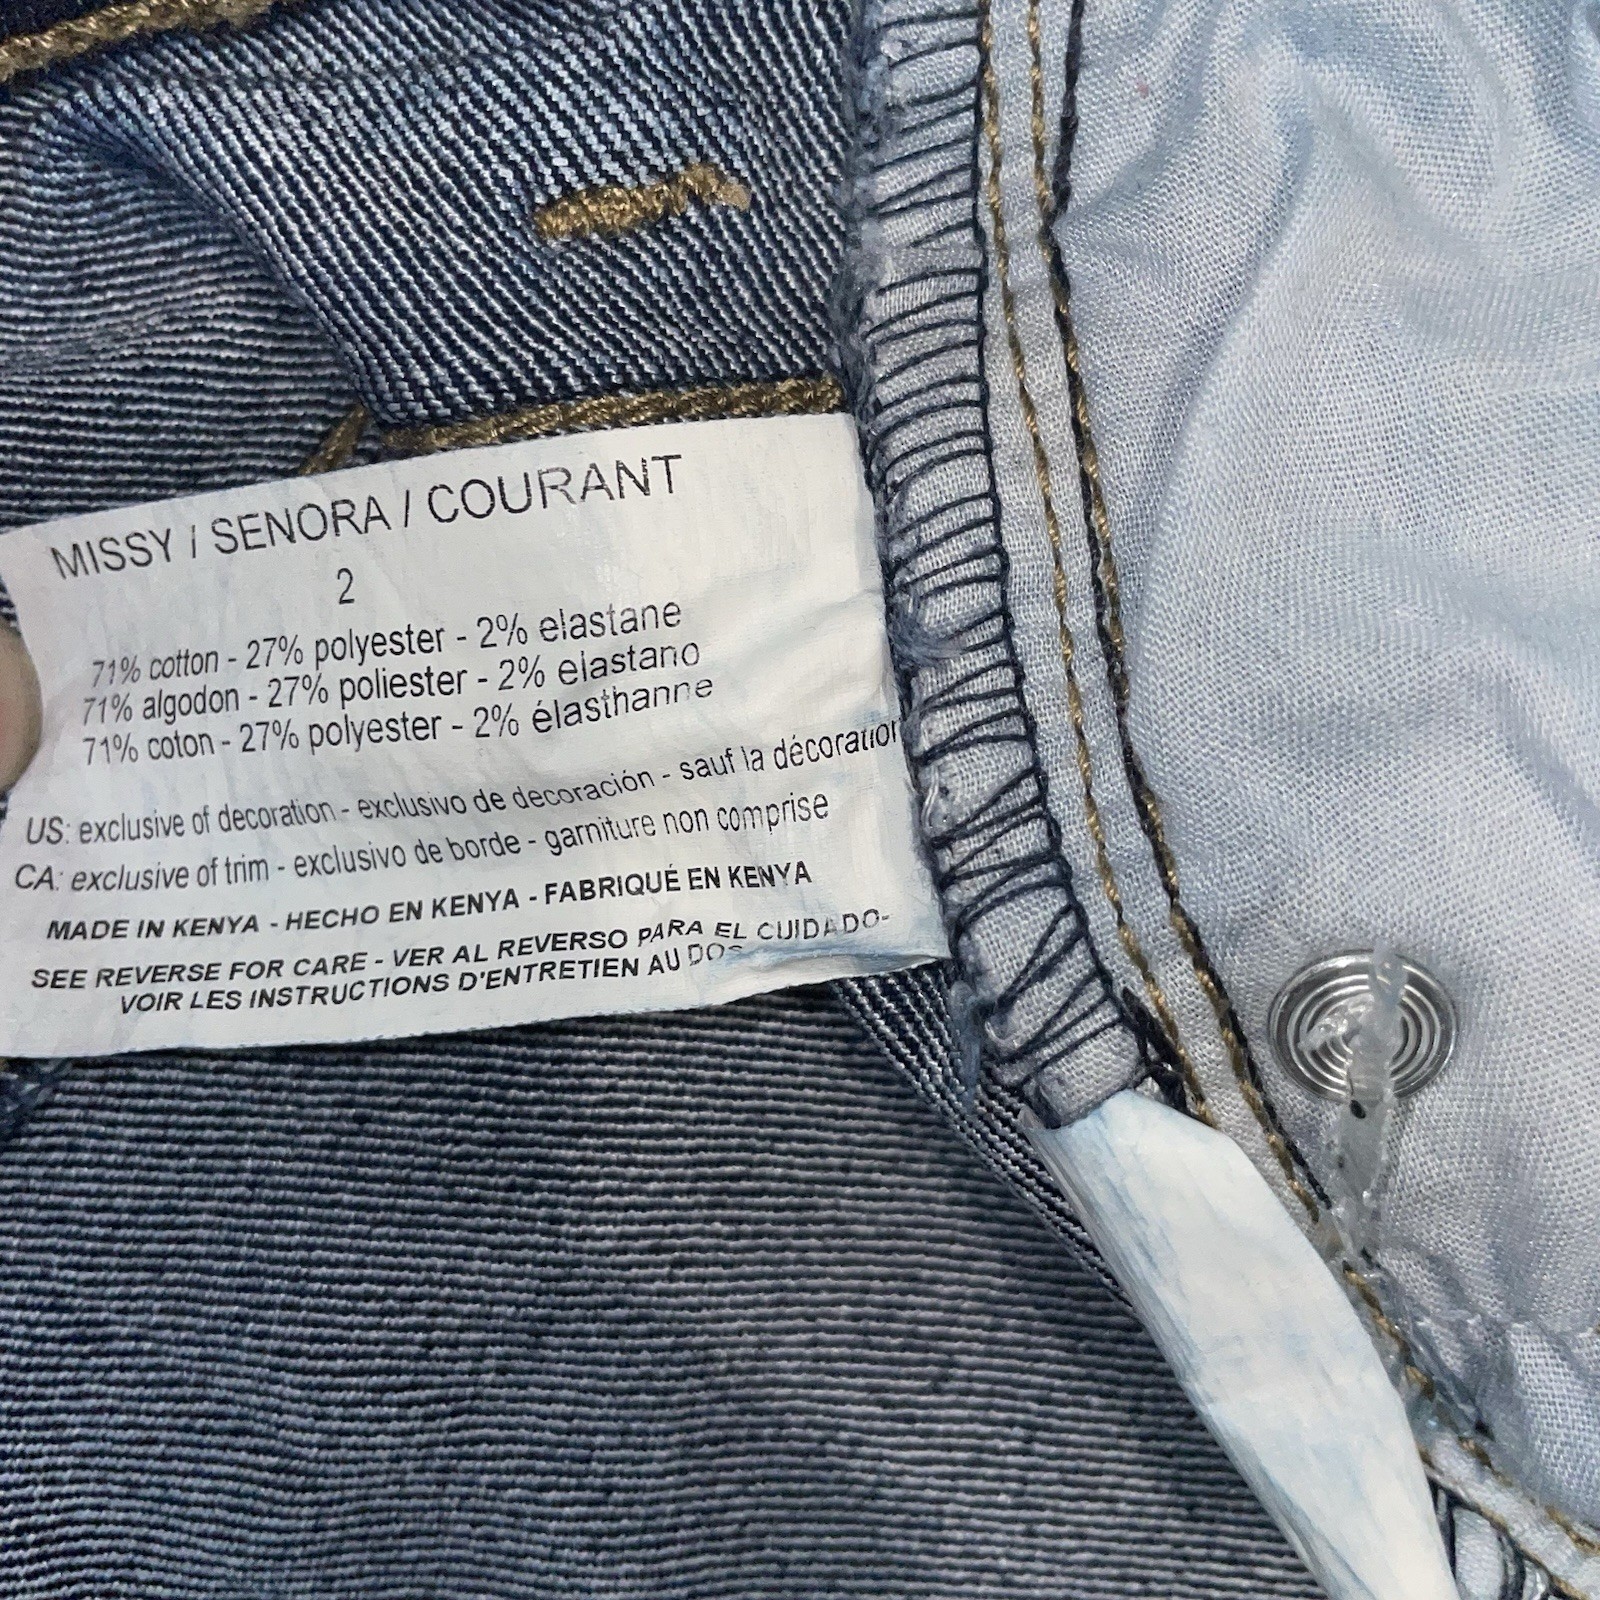 MISSY / SENORA / COURANT
2
71% cotton - 27% polyester - 2% elastane
71% algodon - 27% poliester - 2% elastano
71% coton - 27% polyester - 2% élasthanne
US: exclusive of decoration - exclusivo de decoración - sauf la décoration
CA: exclusive of trim - exclusivo de borde - garniture non comprise
MADE IN KENYA - HECHO EN KENYA - FABRIQUÉ EN KENYA
SEE REVERSE FOR CARE - VER AL REVERSO PARA EL CUIDADO-
VOIR LES INSTRUCTIONS D'ENTRETIEN AU DOS